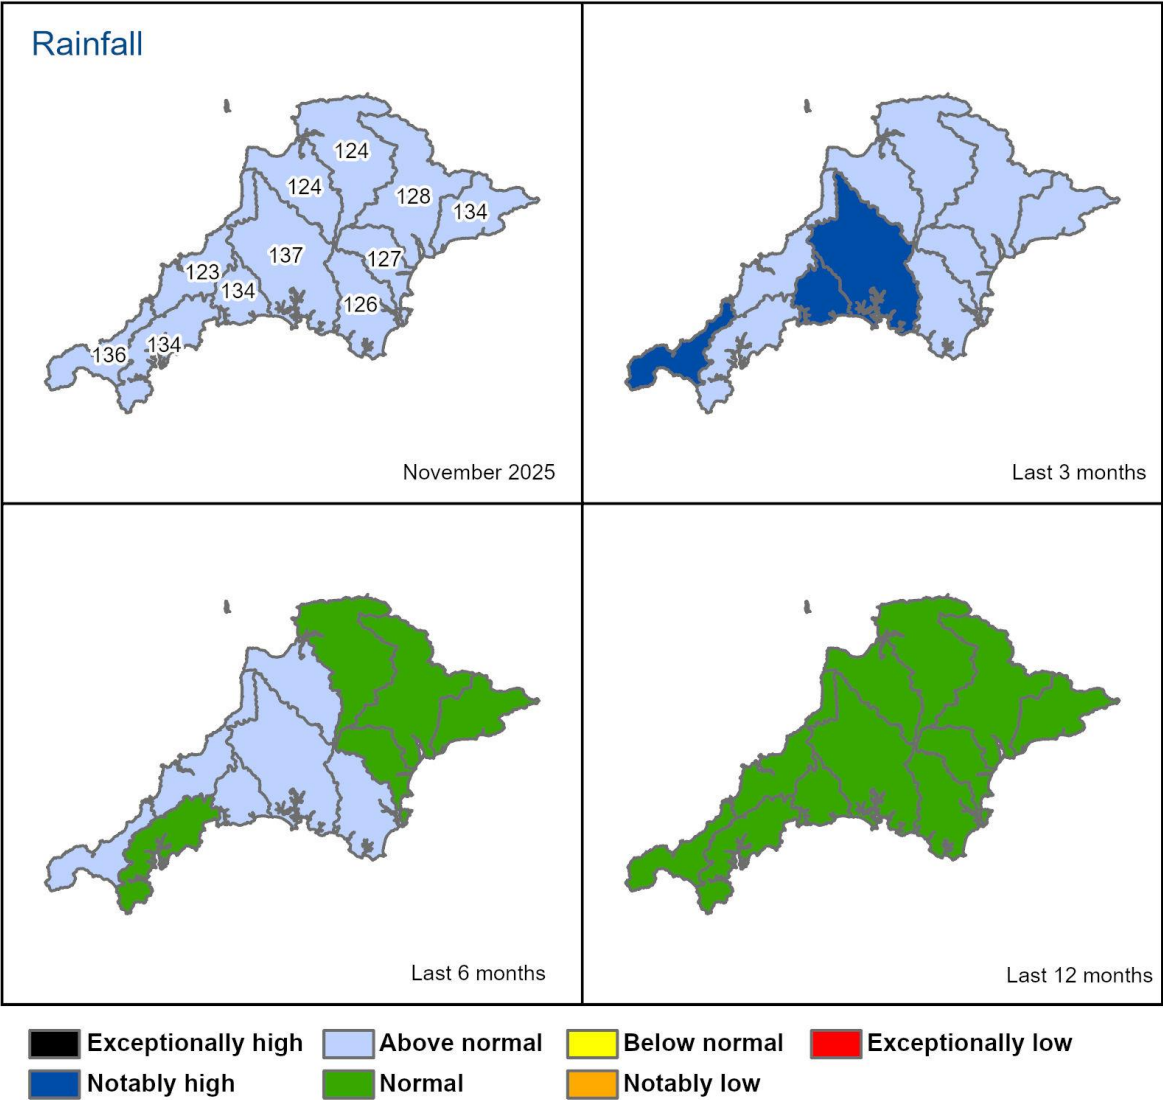 Rainfall
124
124
128
134
137
127
123
134
126
134
136
November 2025
Last 3 months
Last 6 months
Last 12 months
Exceptionally high
Above normal
Below normal
Exceptionally low
Notably high
Normal
Notably low